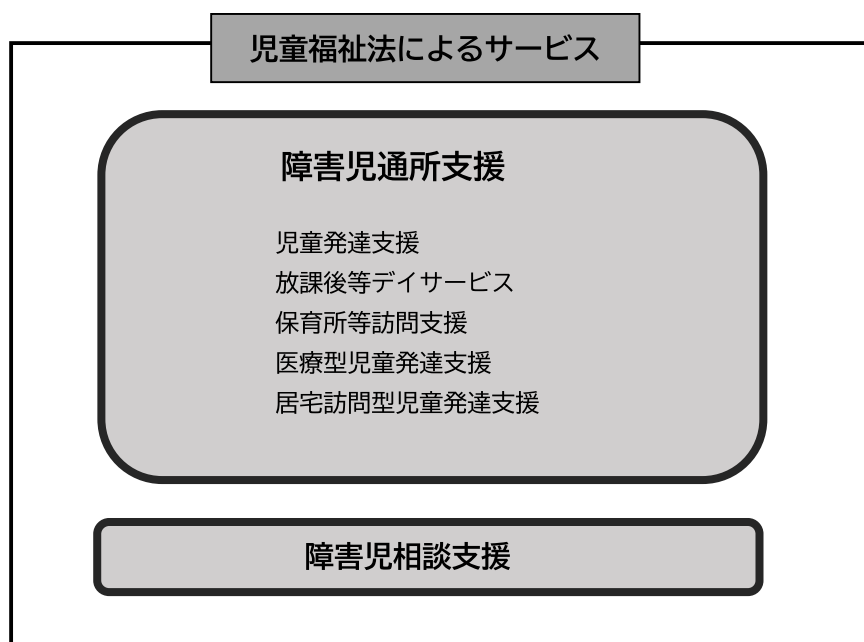 児童福祉法によるサービス
障害児通所支援
児童発達支援
放課後等デイサービス
保育所等訪問支援
医療型児童発達支援
居宅訪問型児童発達支援
障害児相談支援